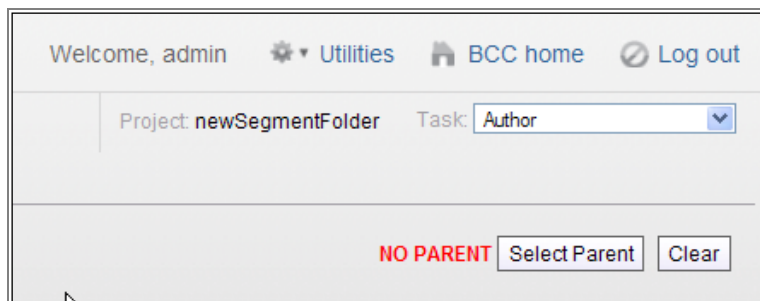 Welcome, admin Utilities BCC home Log out
Project: newSegmentFolder Task: Author
NO PARENT Select Parent Clear